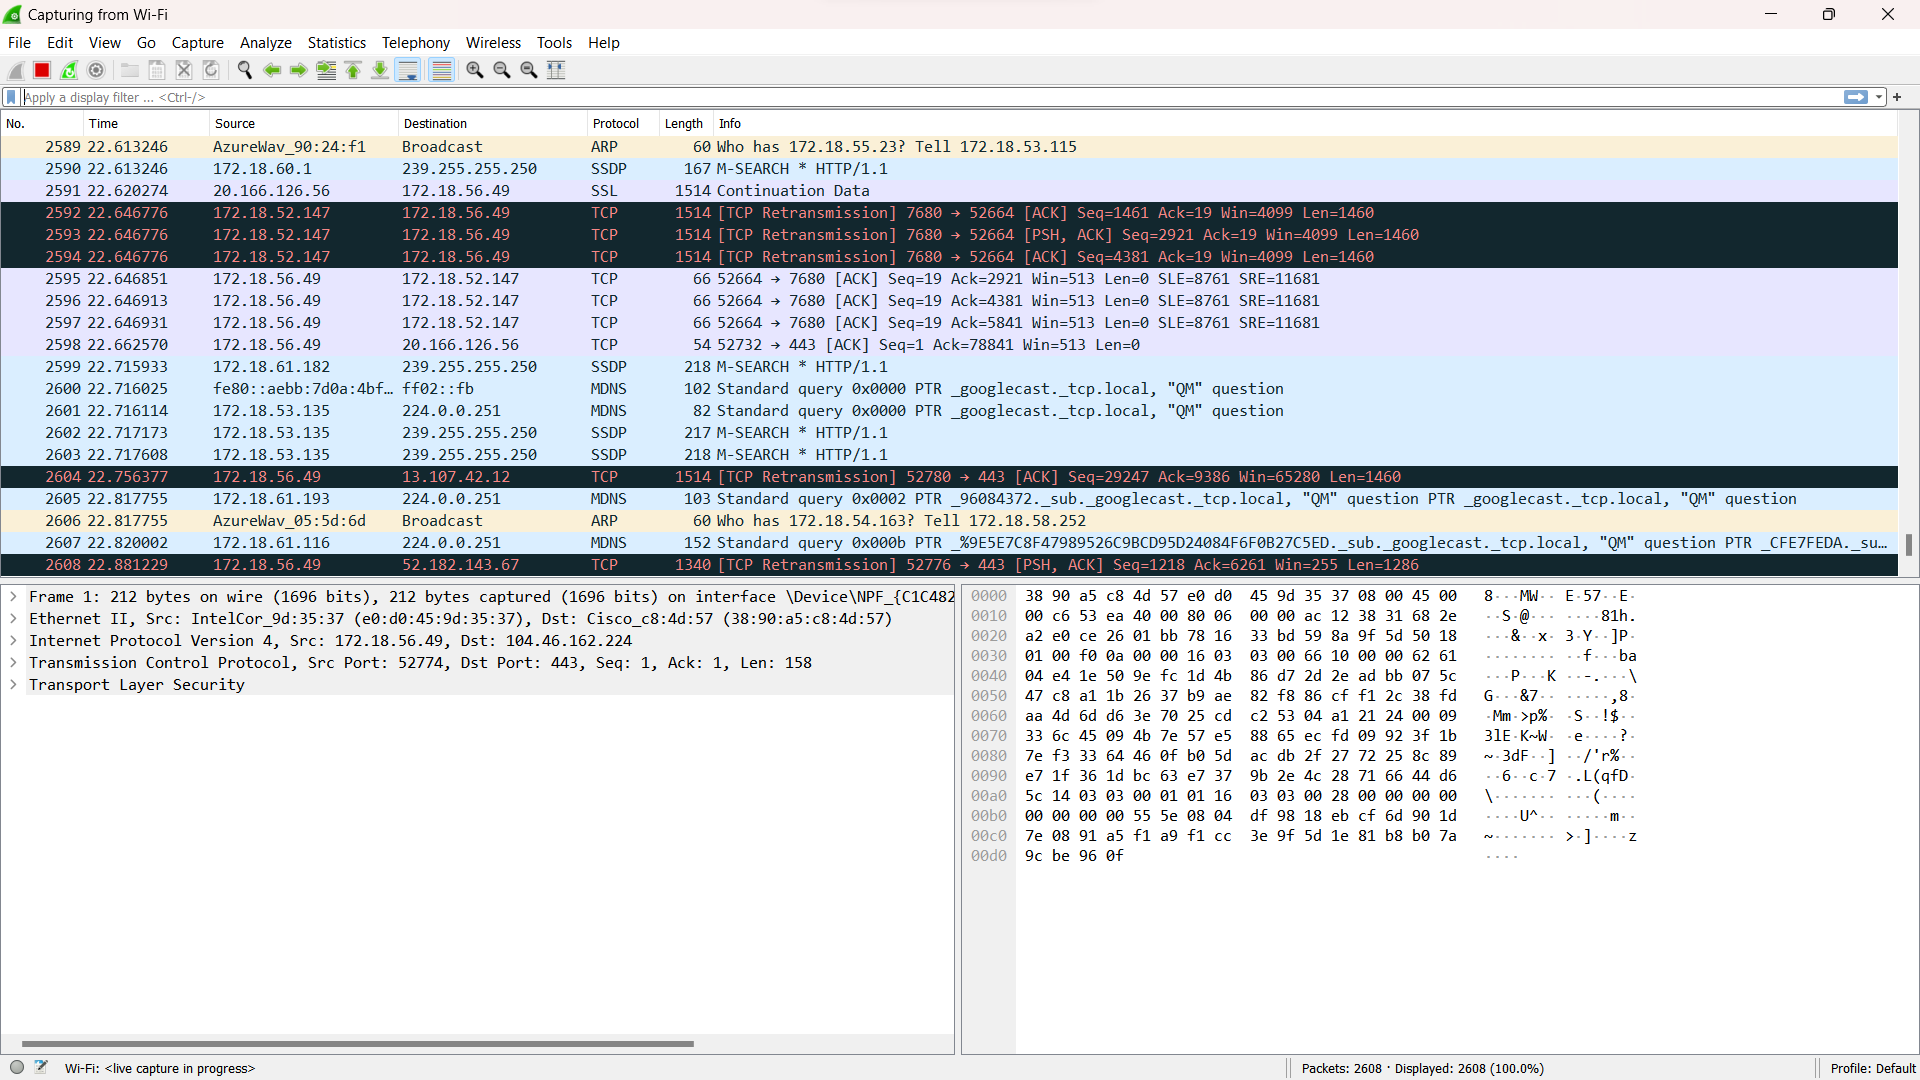 Capturing from Wi-Fi
File Edit View Go Capture Analyze Statistics Telephony Wireless Tools Help
Apply a display filter ... <Ctrl-/>
No. Time Source Destination Protocol Length Info
2589 22.613246 AzureWav_90:24:f1 Broadcast ARP 60 Who has 172.18.55.23? Tell 172.18.53.115
2590 22.613246 172.18.60.1 239.255.255.250 SSDP 167 M-SEARCH * HTTP/1.1
2591 22.620274 20.166.126.56 172.18.56.49 SSL 1514 Continuation Data
2592 22.646776 172.18.52.147 172.18.56.49 TCP 1514 [TCP Retransmission] 7680 → 52664 [ACK] Seq=1461 Ack=19 Win=4099 Len=1460
2593 22.646776 172.18.52.147 172.18.56.49 TCP 1514 [TCP Retransmission] 7680 → 52664 [PSH, ACK] Seq=2921 Ack=19 Win=4099 Len=1460
2594 22.646776 172.18.52.147 172.18.56.49 TCP 1514 [TCP Retransmission] 7680 → 52664 [ACK] Seq=4381 Ack=19 Win=4099 Len=1460
2595 22.646851 172.18.56.49 172.18.52.147 TCP 66 52664 → 7680 [ACK] Seq=19 Ack=2921 Win=513 Len=0 SLE=8761 SRE=11681
2596 22.646913 172.18.56.49 172.18.52.147 TCP 66 52664 → 7680 [ACK] Seq=19 Ack=4381 Win=513 Len=0 SLE=8761 SRE=11681
2597 22.646931 172.18.56.49 172.18.52.147 TCP 66 52664 → 7680 [ACK] Seq=19 Ack=5841 Win=513 Len=0 SLE=8761 SRE=11681
2598 22.662570 172.18.56.49 20.166.126.56 TCP 54 52732 → 443 [ACK] Seq=1 Ack=78841 Win=513 Len=0
2599 22.715933 172.18.61.182 239.255.255.250 SSDP 218 M-SEARCH * HTTP/1.1
2600 22.716025 fe80::aebb:7d0a:4bf… ff02::fb MDNS 102 Standard query 0x0000 PTR _googlecast._tcp.local, "QM" question
2601 22.716114 172.18.53.135 224.0.0.251 MDNS 82 Standard query 0x0000 PTR _googlecast._tcp.local, "QM" question
2602 22.717173 172.18.53.135 239.255.255.250 SSDP 217 M-SEARCH * HTTP/1.1
2603 22.717608 172.18.53.135 239.255.255.250 SSDP 218 M-SEARCH * HTTP/1.1
2604 22.756377 172.18.56.49 13.107.42.12 TCP 1514 [TCP Retransmission] 52780 → 443 [ACK] Seq=29247 Ack=9386 Win=65280 Len=1460
2605 22.817755 172.18.61.193 224.0.0.251 MDNS 103 Standard query 0x0002 PTR _96084372._sub._googlecast._tcp.local, "QM" question PTR _googlecast._tcp.local, "QM" question
2606 22.817755 AzureWav_05:5d:6d Broadcast ARP 60 Who has 172.18.54.163? Tell 172.18.58.252
2607 22.820002 172.18.61.116 224.0.0.251 MDNS 152 Standard query 0x000b PTR _%9E5E7C8F47989526C9BCD95D24084F6F0B27C5ED._sub._googlecast._tcp.local, "QM" question PTR _CFE7FEDA._su…
2608 22.881229 172.18.56.49 52.182.143.67 TCP 1340 [TCP Retransmission] 52776 → 443 [PSH, ACK] Seq=1218 Ack=6261 Win=255 Len=1286
Frame 1: 212 bytes on wire (1696 bits), 212 bytes captured (1696 bits) on interface \Device\NPF_{C1C482
Ethernet II, Src: IntelCor_9d:35:37 (e0:d0:45:9d:35:37), Dst: Cisco_c8:4d:57 (38:90:a5:c8:4d:57)
Internet Protocol Version 4, Src: 172.18.56.49, Dst: 104.46.162.224
Transmission Control Protocol, Src Port: 52774, Dst Port: 443, Seq: 1, Ack: 1, Len: 158
Transport Layer Security
0000 38 90 a5 c8 4d 57 e0 d0 45 9d 35 37 08 00 45 00 8···MW·· E·57··E·
0010 00 c6 53 ea 40 00 80 06 00 00 ac 12 38 31 68 2e ··S·@··· ····81h.
0020 a2 e0 ce 26 01 bb 78 16 33 bd 59 8a 9f 5d 50 18 ···&··x· 3·Y··]P·
0030 01 00 f0 0a 00 00 16 03 03 00 66 10 00 00 62 61 ········ ··f···ba
0040 04 e4 1e 50 9e fc 1d 4b 86 d7 2d 2e ad bb 07 5c ···P···K ··-.···\
0050 47 c8 a1 1b 26 37 b9 ae 82 f8 86 cf f1 2c 38 fd G···&7·· ·····,8·
0060 aa 4d 6d d6 3e 70 25 cd c2 53 04 a1 21 24 00 09 ·Mm·>p%· ·S··!$··
0070 33 6c 45 09 4b 7e 57 e5 88 65 ec fd 09 92 3f 1b 3lE·K~W· ·e····?·
0080 7e f3 33 64 46 0f b0 5d ac db 2f 27 72 25 8c 89 ~·3dF··] ··/'r%··
0090 e7 1f 36 1d bc 63 e7 37 9b 2e 4c 28 71 66 44 d6 ··6··c·7 ·.L(qfD·
00a0 5c 14 03 03 00 01 01 16 03 03 00 28 00 00 00 00 \······· ···(····
00b0 00 00 00 00 55 5e 08 04 df 98 18 eb cf 6d 90 1d ····U^·· ·····m··
00c0 7e 08 91 a5 f1 a9 f1 cc 3e 9f 5d 1e 81 b8 b0 7a ~······· >·]····z
00d0 9c be 96 0f ····
Wi-Fi: <live capture in progress>
Packets: 2608 · Displayed: 2608 (100.0%)
Profile: Default